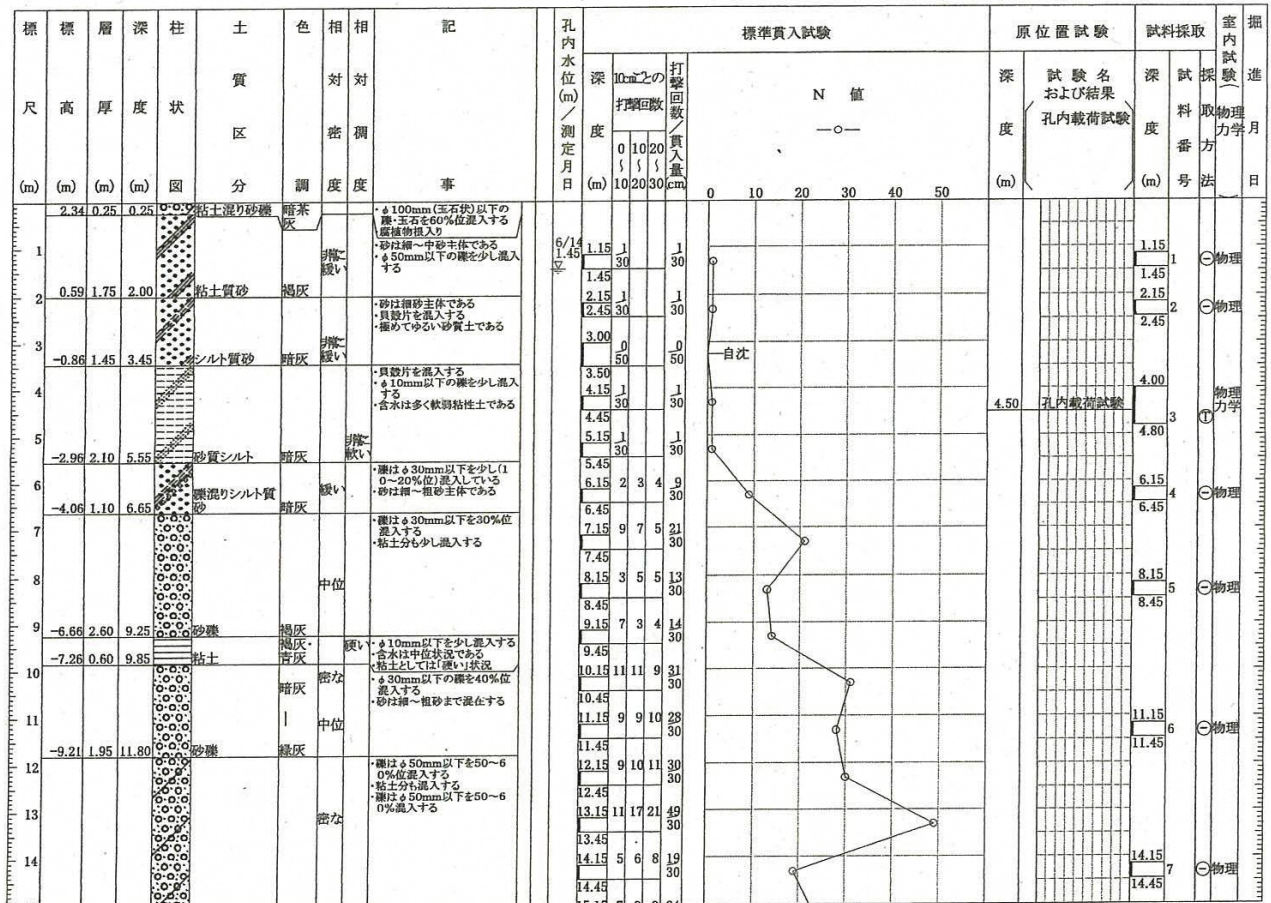 標尺(m)
標高(m)
層厚(m)
深度(m)
柱状図
土質区分
色調
相対密度
相対稠度
記事
孔内水位(m)/測定月日
標準貫入試験
深度(m)
10cmごとの打撃回数
0〜10
10〜20
20〜30
打撃回数/貫入量(cm)
N 値
0 10 20 30 40 50
原位置試験
深度(m)
試験名および結果
孔内載荷試験
試料採取
深度(m)
試料番号
採取方法
室内試験(物理力学)
掘進月日
2.34 0.25 0.25 粘土混り砂礫 暗茶灰
・φ100mm(玉石状)以下の
礫・玉石を60%位混入する
腐植物根入り
1
0.59 1.75 2.00 粘土質砂 褐灰 非常に緩い
・砂は細〜中砂主体である
・φ50mm以下の礫を少し混入
する
6/14
1.45
2
3
-0.86 1.45 3.45 シルト質砂 暗灰 非常に緩い
・砂は細砂主体である
・貝殻片を混入する
・極めてゆるい砂質土である
4
5
-2.96 2.10 5.55 砂質シルト 暗灰 非常に軟い
・貝殻片を混入する
・φ10mm以下の礫を少し混入
する
・含水は多く軟弱粘性土である
6
-4.06 1.10 6.65 礫混りシルト質砂 暗灰 緩い
・礫はφ30mm以下を少し(1
0〜20%位)混入している
・砂は細〜粗砂主体である
7
8
9
-6.66 2.60 9.25 砂礫 褐灰 中位
・礫はφ30mm以下を30%位
混入する
・粘土分も少し混入する
-7.26 0.60 9.85 粘土 褐灰・青灰 硬い
・φ10mm以下を少し混入する
・含水は中位状況である
・粘土としては「硬い」状況
10
11
-9.21 1.95 11.80 砂礫 暗灰|緑灰 密な 中位
・φ30mm以下の礫を40%位
混入する
・砂は細〜粗砂まで混在する
12
13
14
密な
・礫はφ50mm以下を50〜6
0%位混入する
・粘土分も混入する
・礫はφ50mm以下を50〜6
0%混入する
1.15 1/30 1/30
1.45
2.15 1/30 1/30
2.45
3.00 0/50 0/50 自沈
3.50
4.15 1/30 1/30
4.45
5.15 1/30 1/30
5.45
6.15 2 3 4 9/30
6.45
7.15 9 7 5 21/30
7.45
8.15 3 5 5 13/30
8.45
9.15 7 3 4 14/30
9.45
10.15 11 11 9 31/30
10.45
11.15 9 9 10 28/30
11.45
12.15 9 10 11 30/30
12.45
13.15 11 17 21 49/30
13.45
14.15 5 6 8 19/30
14.45
4.50 孔内載荷試験
1.15 1 物理
1.45
2.15 2 物理
2.45
4.00 3 T 物理力学
4.80
6.15 4 物理
6.45
8.15 5 物理
8.45
11.15 6 物理
11.45
14.15 7 物理
14.45